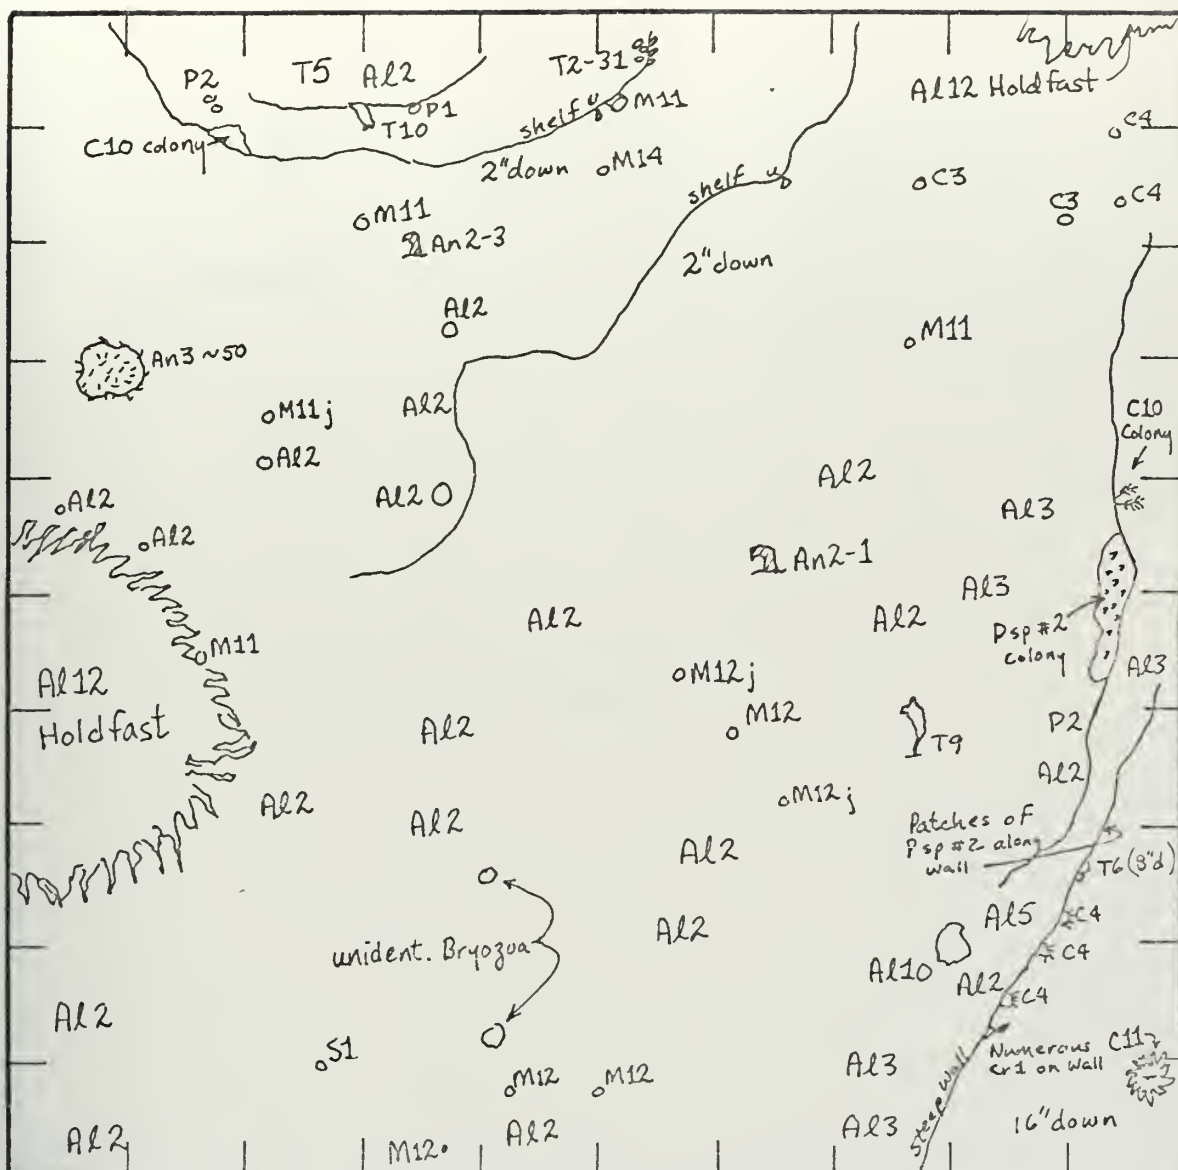 P2
T5 Al2
T2-31
Al12 Holdfast
P1
T10
shelf
M11
C10 colony
C4
2"down
M14
shelf
C3
C3
C4
M11
An2-3
2"down
Al2
M11
An3 ~50
M11j
Al2
C10
Colony
Al2
Al2
Al2
Al2
Al3
Al2
An2-1
Al3
Al2
Al2
Psp #2
colony
M11
Al3
Al12
Holdfast
M12j
M12
P2
Al2
T9
Al2
Al2
M12j
Al2
Patches of
Psp #2 along
wall
Al2
T6 (8"d)
Al5
C4
Al2
unident. Bryozoa
C4
Al10
Al2
C4
Al2
S1
Numerous
Cr1 on Wall
C11
Al3
M12
M12
Steep wall
16"down
Al3
Al2
Al2
M12